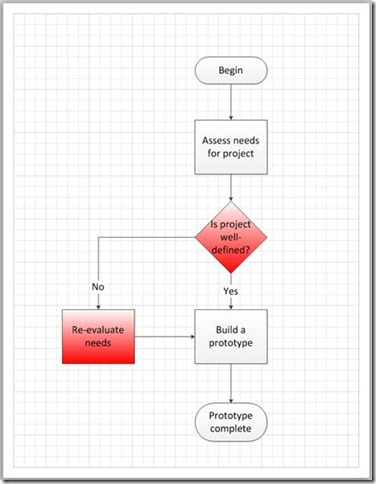 Begin
Assess needs
for project
Is project
well-
defined?
No
Yes
Re-evaluate
needs
Build a
prototype
Prototype
complete